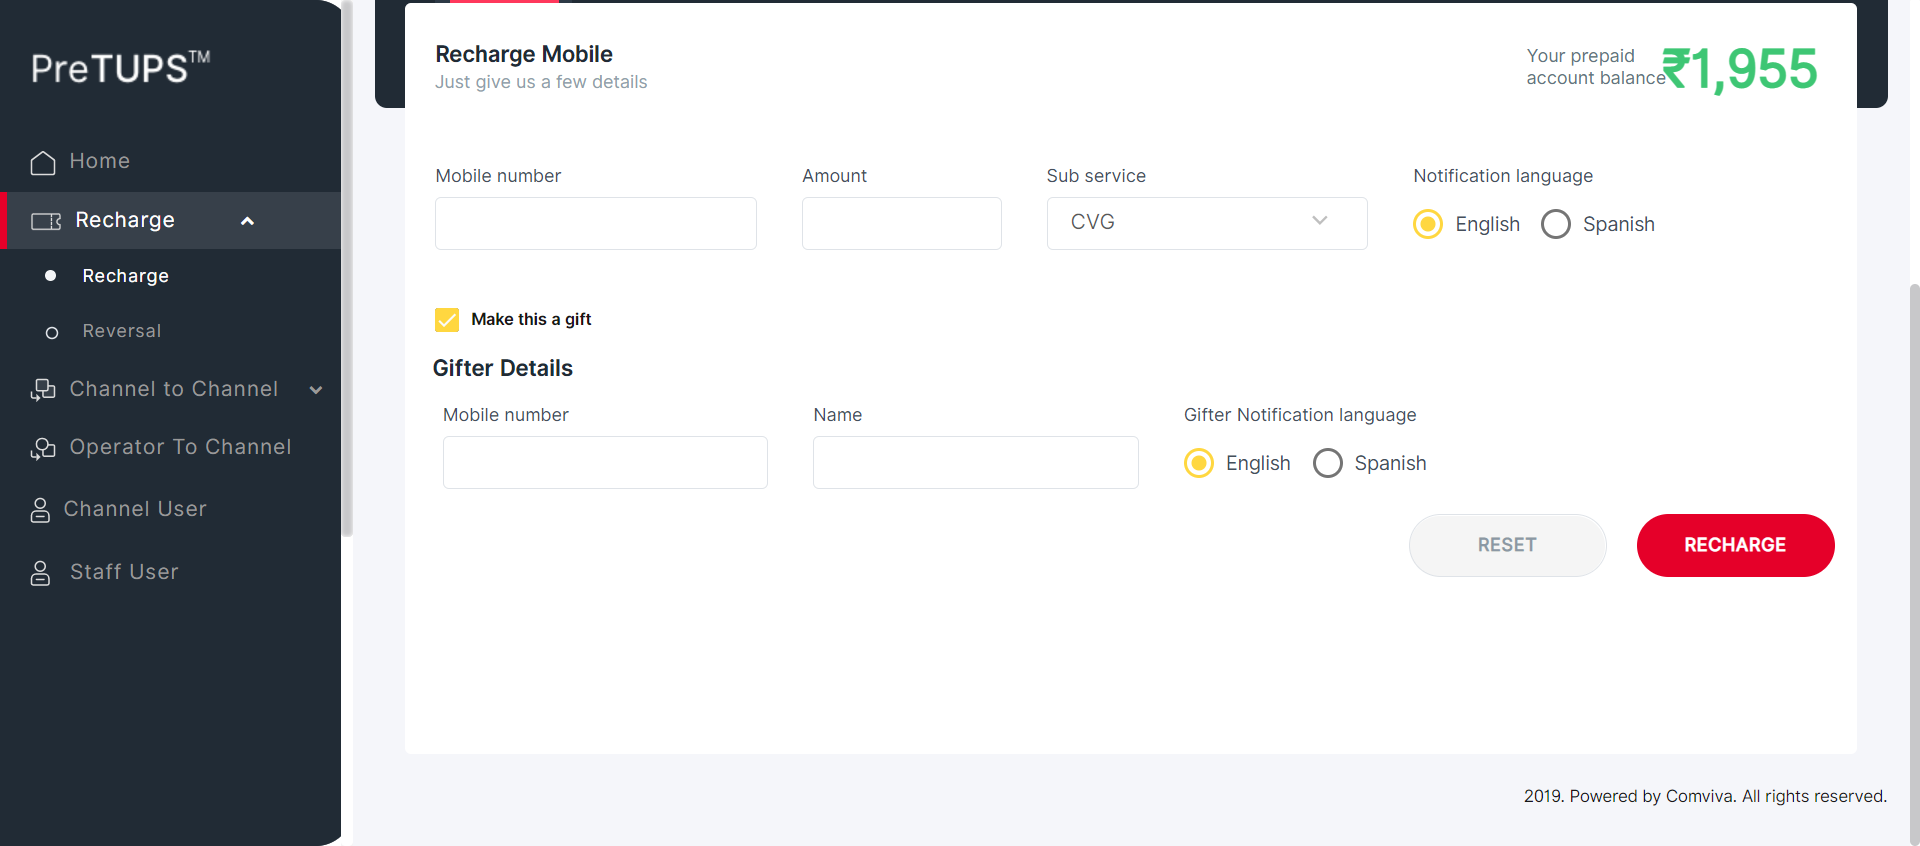 PreTUPS™
Home
Recharge
Recharge
Reversal
Channel to Channel
Operator To Channel
Channel User
Staff User
Recharge Mobile
Just give us a few details
Your prepaid
account balance
₹1,955
Mobile number
Amount
Sub service
Notification language
CVG
English
Spanish
Make this a gift
Gifter Details
Mobile number
Name
Gifter Notification language
English
Spanish
RESET
RECHARGE
2019. Powered by Comviva. All rights reserved.